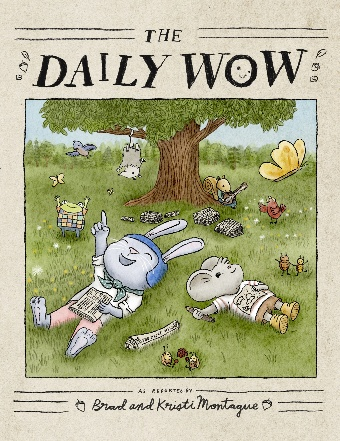 THE
DAILY WOW
AS REPORTED BY
Brad and Kristi Montague